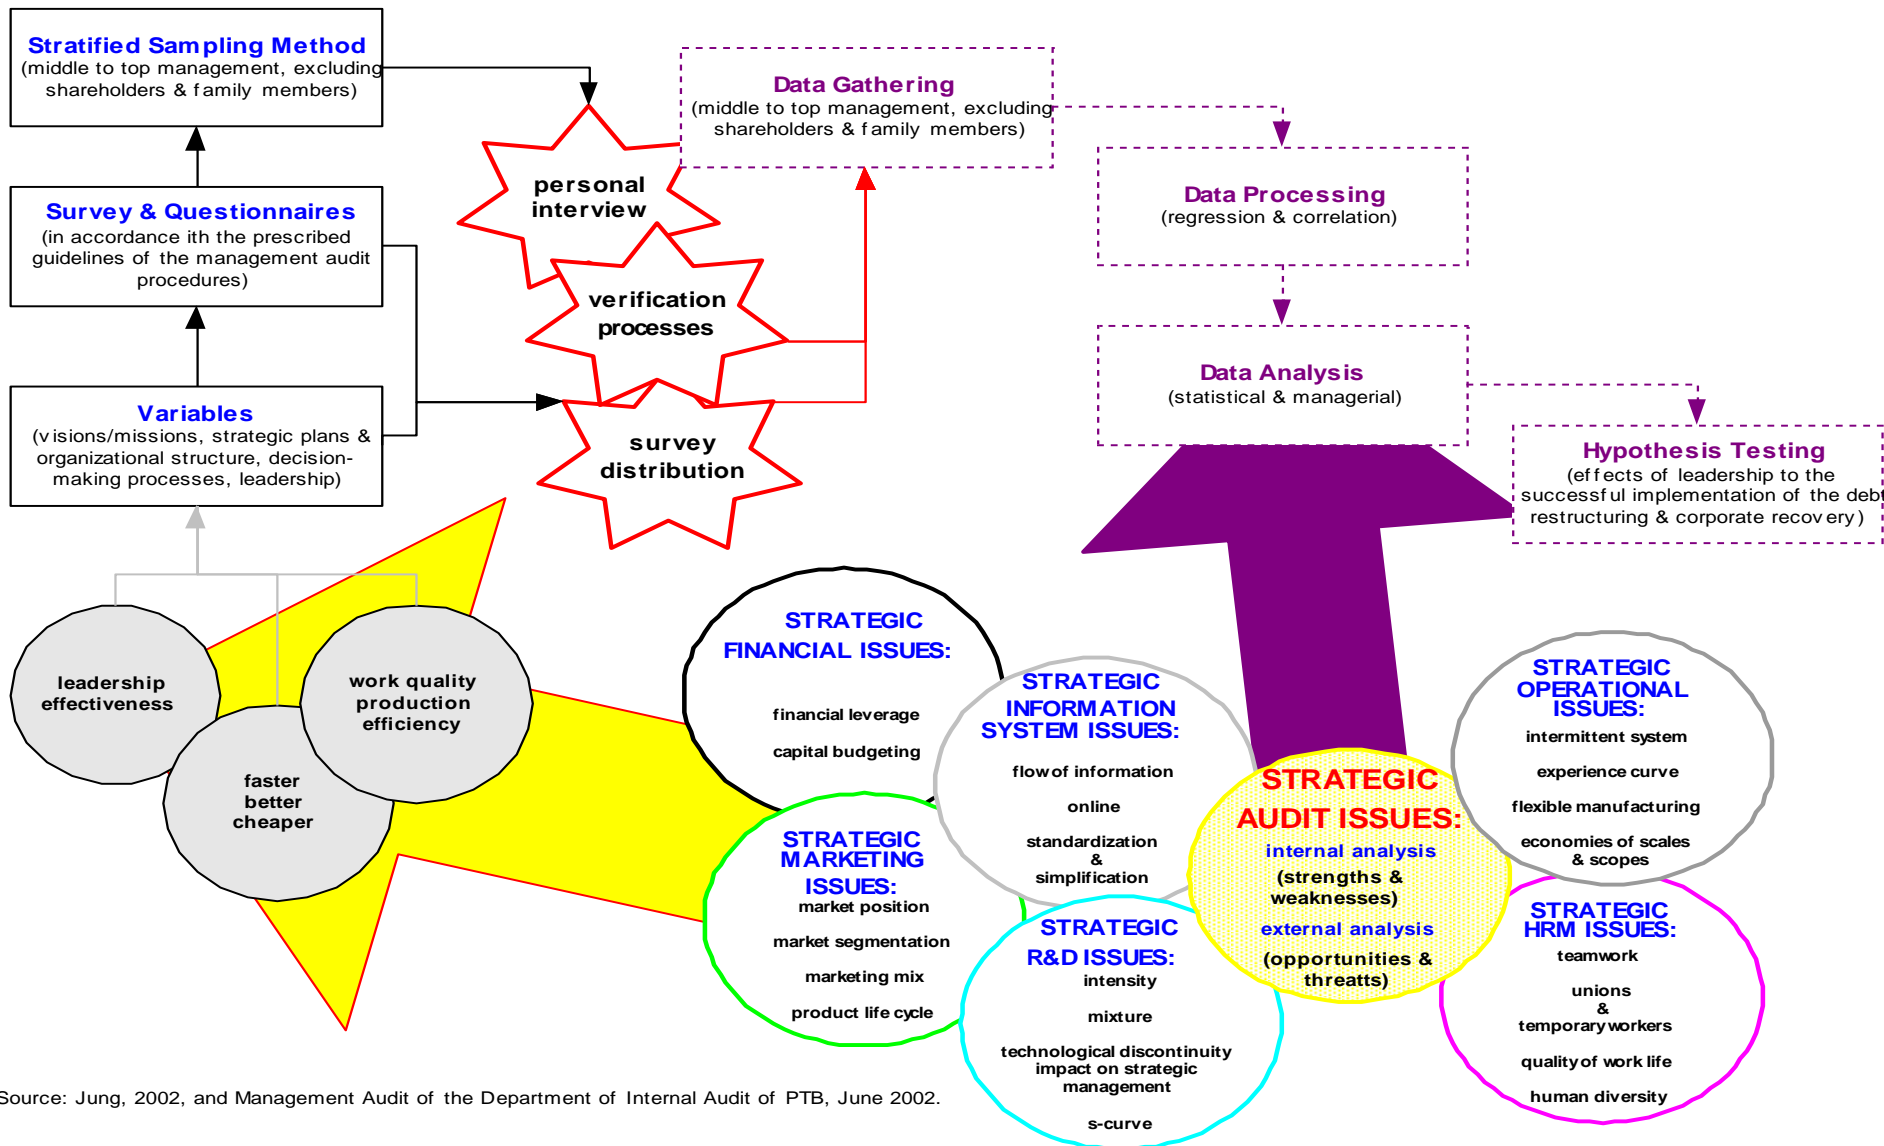 Stratified Sampling Method
(middle to top management, excluding
shareholders & family members)
Survey & Questionnaires
(in accordance ith the prescribed
guidelines of the management audit
procedures)
Variables
(visions/missions, strategic plans &
organizational structure, decision-
making processes, leadership)
leadership
effectiveness
faster
better
cheaper
work quality
production
efficiency
personal
interview
verification
processes
survey
distribution
Data Gathering
(middle to top management, excluding
shareholders & family members)
Data Processing
(regression & correlation)
Data Analysis
(statistical & managerial)
Hypothesis Testing
(effects of leadership to the
successful implementation of the debt
restructuring & corporate recovery)
STRATEGIC
FINANCIAL ISSUES:
financial leverage
capital budgeting
STRATEGIC
MARKETING
ISSUES:
market position
market segmentation
marketing mix
product life cycle
STRATEGIC
INFORMATION
SYSTEM ISSUES:
flow of information
online
standardization
&
simplification
STRATEGIC
R&D ISSUES:
intensity
mixture
technological discontinuity
impact on strategic
management
s-curve
STRATEGIC
AUDIT ISSUES:
internal analysis
(strengths &
weaknesses)
external analysis
(opportunities &
threatts)
STRATEGIC
OPERATIONAL
ISSUES:
intermittent system
experience curve
flexible manufacturing
economies of scales
& scopes
STRATEGIC
HRM ISSUES:
teamwork
unions
&
temporary workers
quality of work life
human diversity
Source: Jung, 2002, and Management Audit of the Department of Internal Audit of PTB, June 2002.